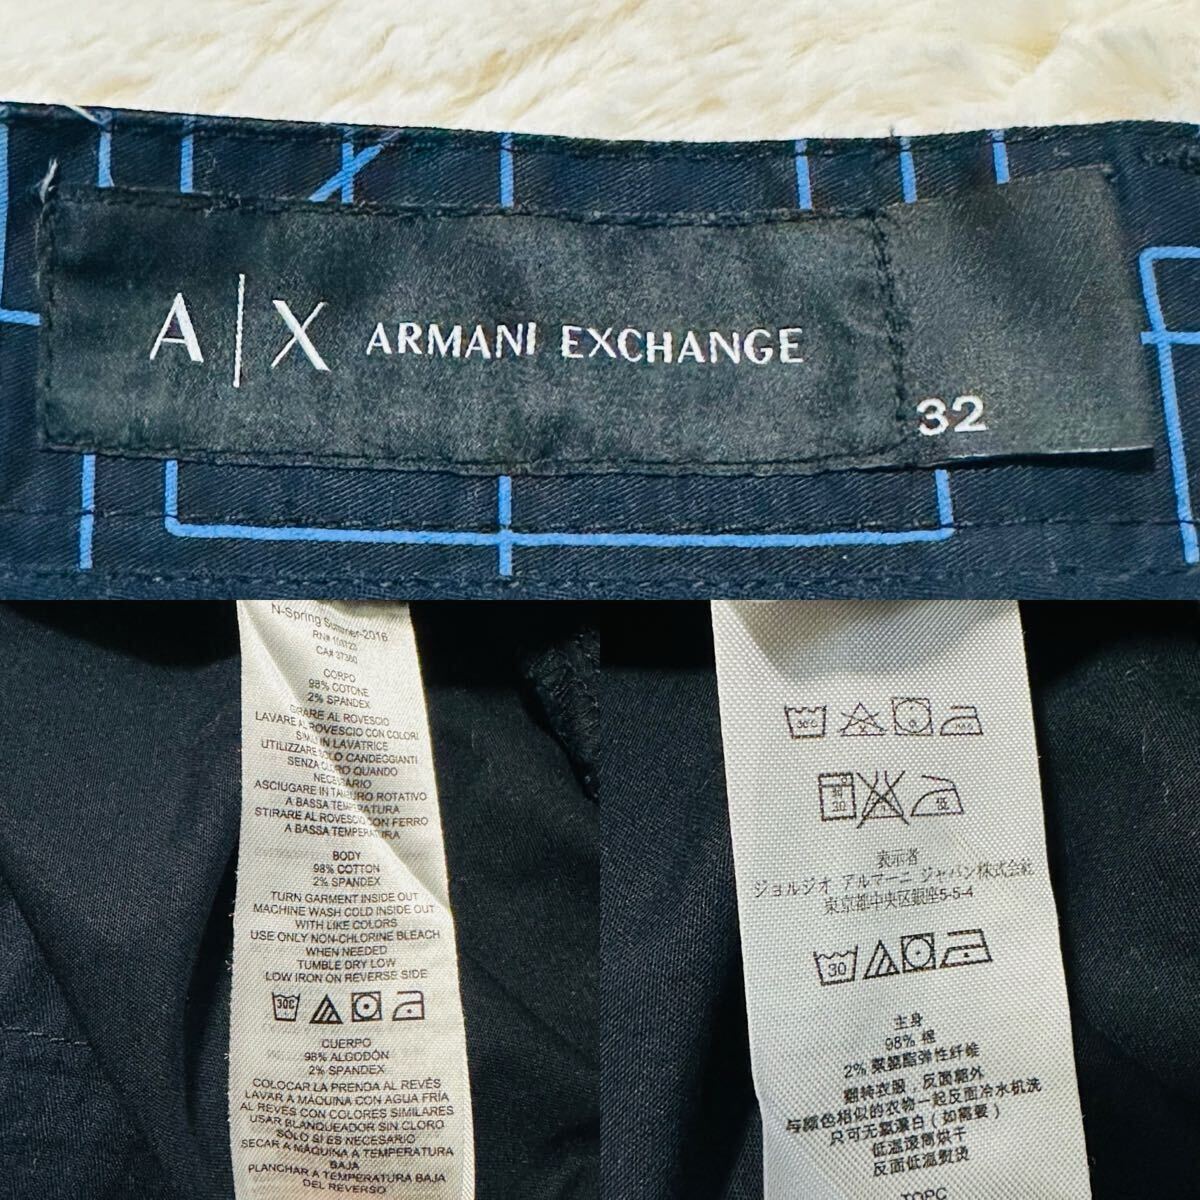 A|X ARMANI EXCHANGE
32
N-Spring Summer-2016
CA# 37360
CORPO
98% COTONE
2% SPANDEX
GIRARE AL ROVESCIO
LAVARE AL ROVESCIO CON COLORI
SIMILI IN LAVATRICE
UTILIZZARE SOLO CANDEGGIANTI
SENZA CLORO QUANDO
NECESSARIO
ASCIUGARE IN TAMBURO ROTATIVO
A BASSA TEMPERATURA
STIRARE AL ROVESCIO CON FERRO
A BASSA TEMPERATURA
BODY
98% COTTON
2% SPANDEX
TURN GARMENT INSIDE OUT
MACHINE WASH COLD INSIDE OUT
WITH LIKE COLORS
USE ONLY NON-CHLORINE BLEACH
WHEN NEEDED
TUMBLE DRY LOW
LOW IRON ON REVERSE SIDE
30C
CUERPO
98% ALGODÓN
2% SPANDEX
COLOCAR LA PRENDA AL REVÉS
LAVAR A MÁQUINA CON AGUA FRÍA
AL REVÉS CON COLORES SIMILARES
USAR BLANQUEADOR SIN CLORO
SÓLO SI ES NECESARIO
SECAR A MÁQUINA A TEMPERATURA
BAJA
PLANCHAR A TEMPERATURA BAJA
DEL REVERSO
30°C
30
表示者
ジョルジオ アルマーニ ジャパン株式会社
東京都中央区銀座5-5-4
30
主身
98% 棉
2% 聚氨酯弹性纤维
翻转衣服，反面朝外
与颜色相似的衣物一起反面冷水机洗
只可无氯漂白（如需要）
低温滚筒烘干
反面低温熨烫